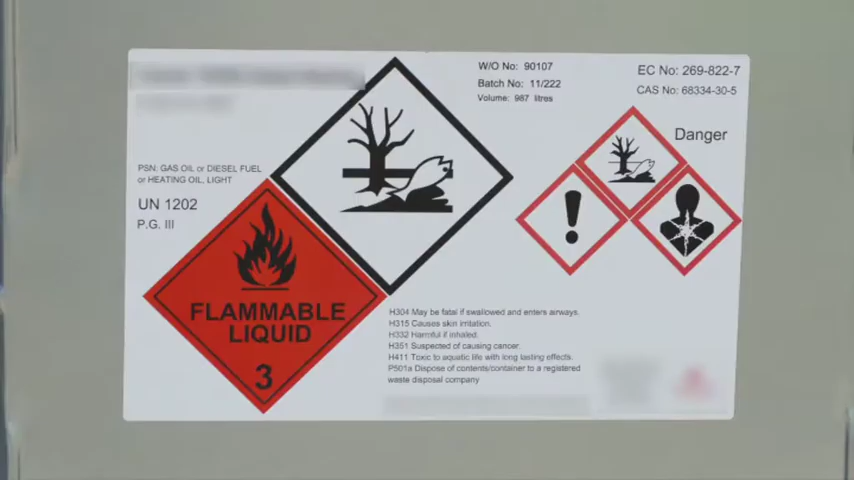 W/O No: 90107
Batch No: 11/222
Volume: 987 litres
EC No: 269-822-7
CAS No: 68334-30-5
Danger
PSN: GAS OIL or DIESEL FUEL
or HEATING OIL, LIGHT
UN 1202
P.G. III
FLAMMABLE
LIQUID
3
H304 May be fatal if swallowed and enters airways.
H315 Causes skin irritation.
H332 Harmful if inhaled.
H351 Suspected of causing cancer.
H411 Toxic to aquatic life with long lasting effects.
P501a Dispose of contents/container to a registered
waste disposal company